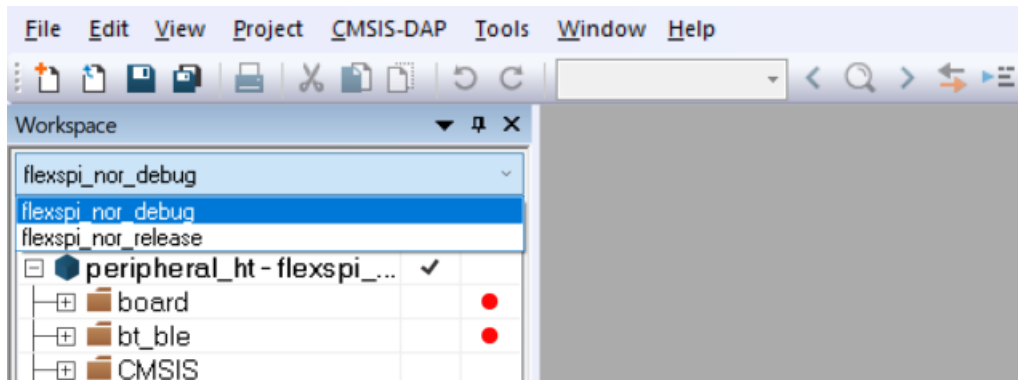 File Edit View Project CMSIS-DAP Tools Window Help
Workspace
flexspi_nor_debug
flexspi_nor_debug
flexspi_nor_release
peripheral_ht - flexspi_...
board
bt_ble
CMSIS